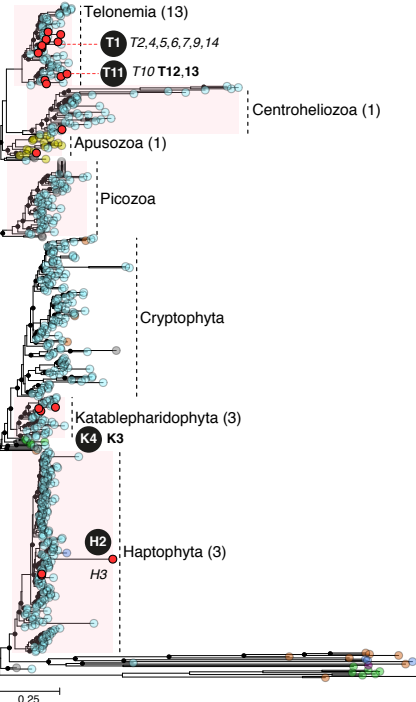 Telonemia (13)
T1 T2,4,5,6,7,9,14
T11 T10 T12,13
Centroheliozoa (1)
Apusozoa (1)
Picozoa
Cryptophyta
Katablepharidophyta (3)
K4 K3
H2
Haptophyta (3)
H3
0.25